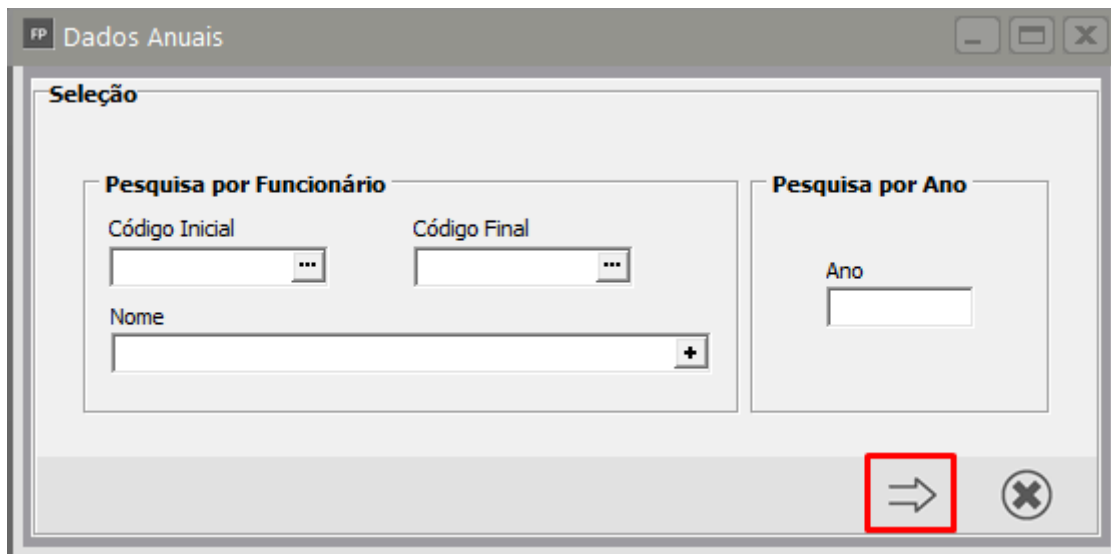 FP Dados Anuais
Seleção
Pesquisa por Funcionário
Código Inicial Código Final
...  ...
Nome
+
Pesquisa por Ano
Ano